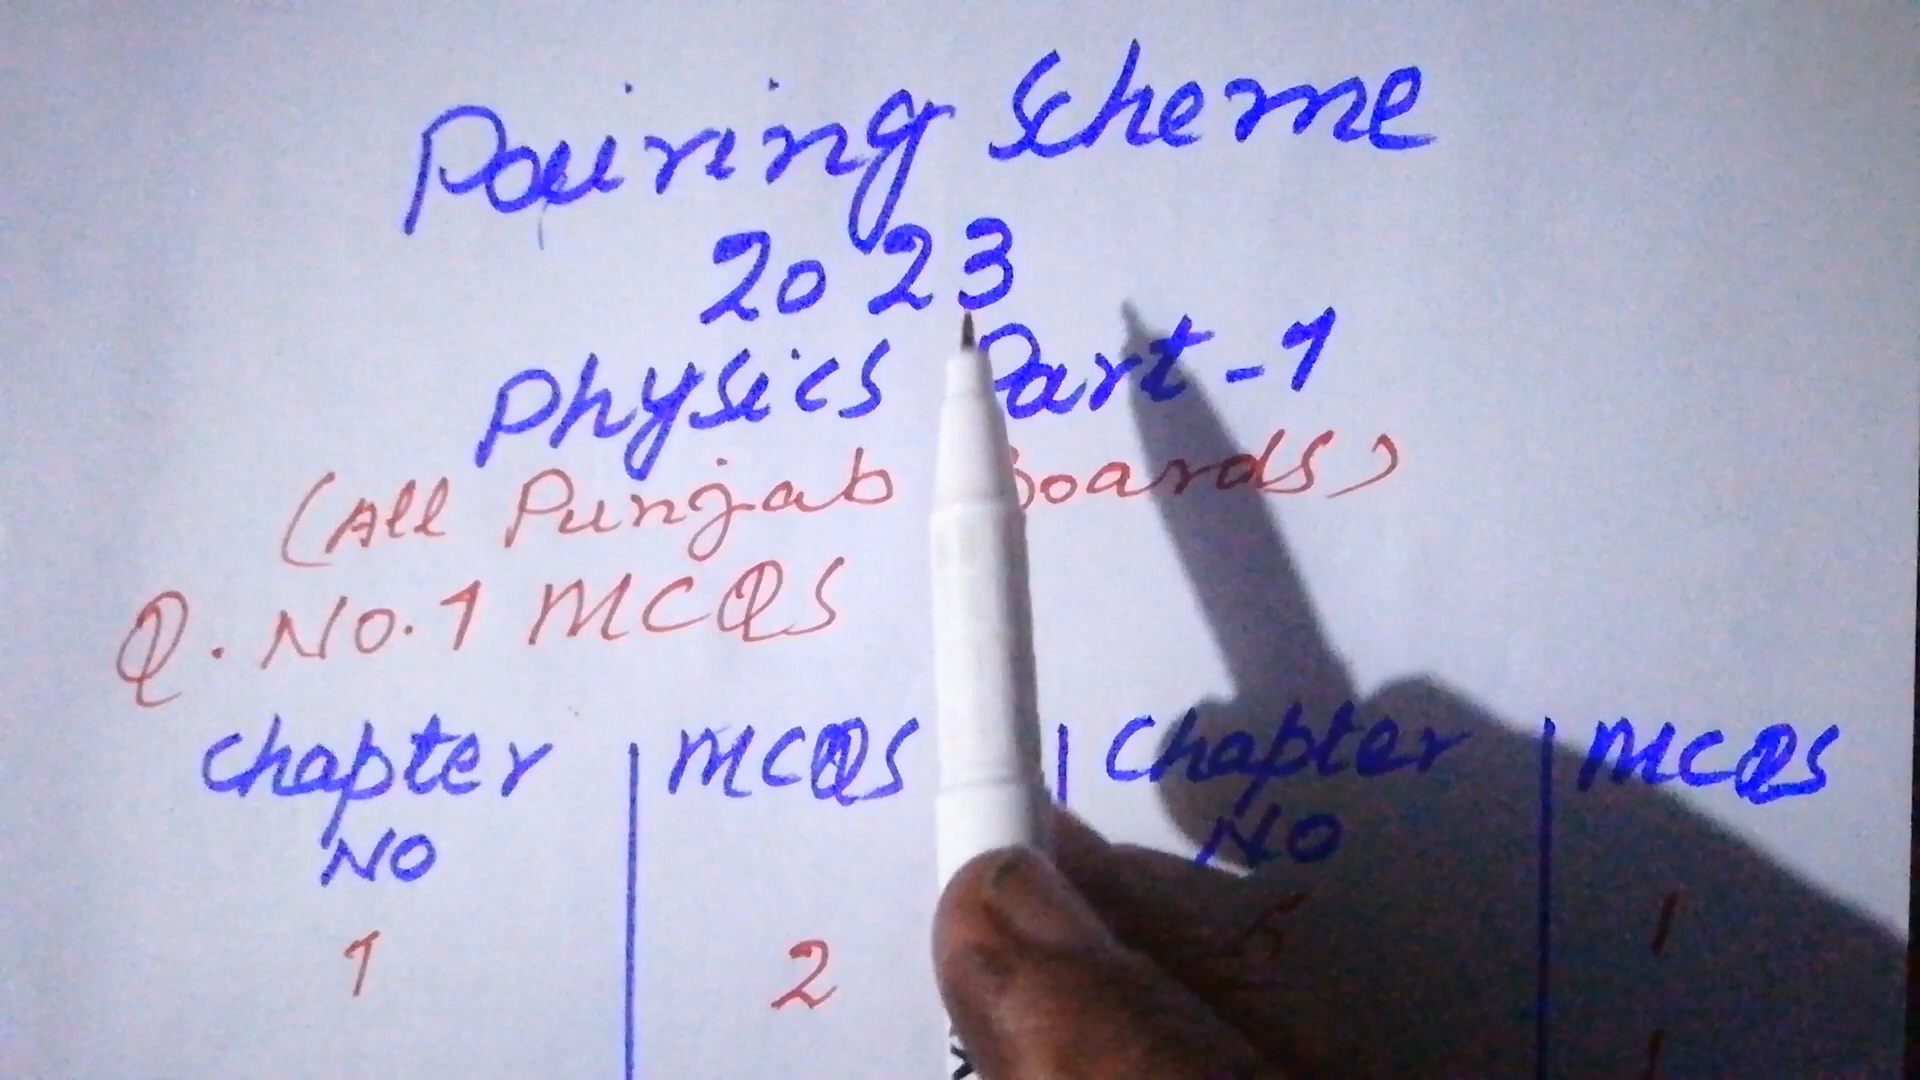 Pairing Scheme
2023
Physics Part-1
(All Punjab Boards)
Q. No. 1 MCQS
Chapter No | MCQS | Chapter No | MCQS
1 2 5 1
1